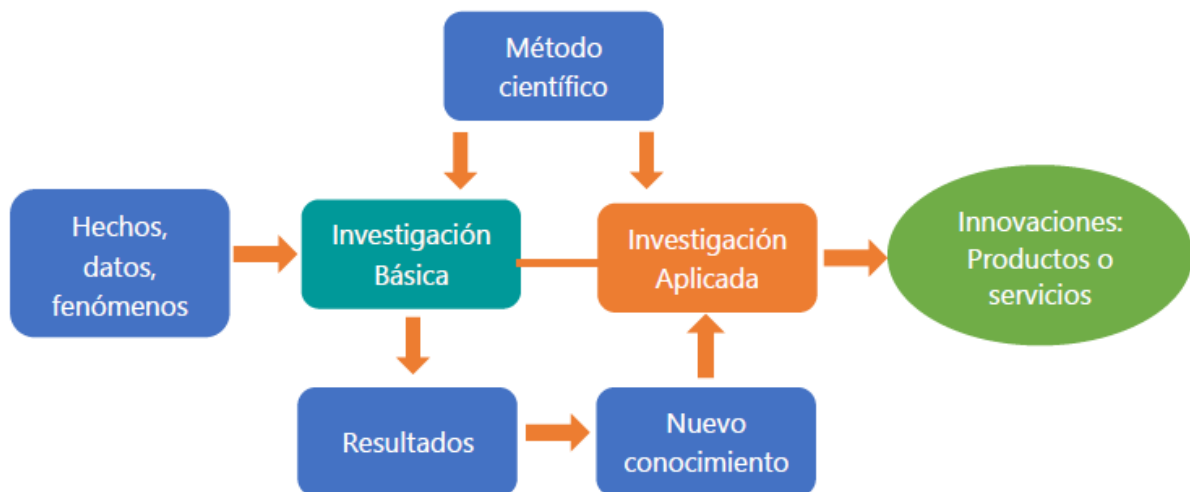 Método
científico
Hechos,
datos,
fenómenos
Investigación
Básica
Investigación
Aplicada
Innovaciones:
Productos o
servicios
Resultados
Nuevo
conocimiento